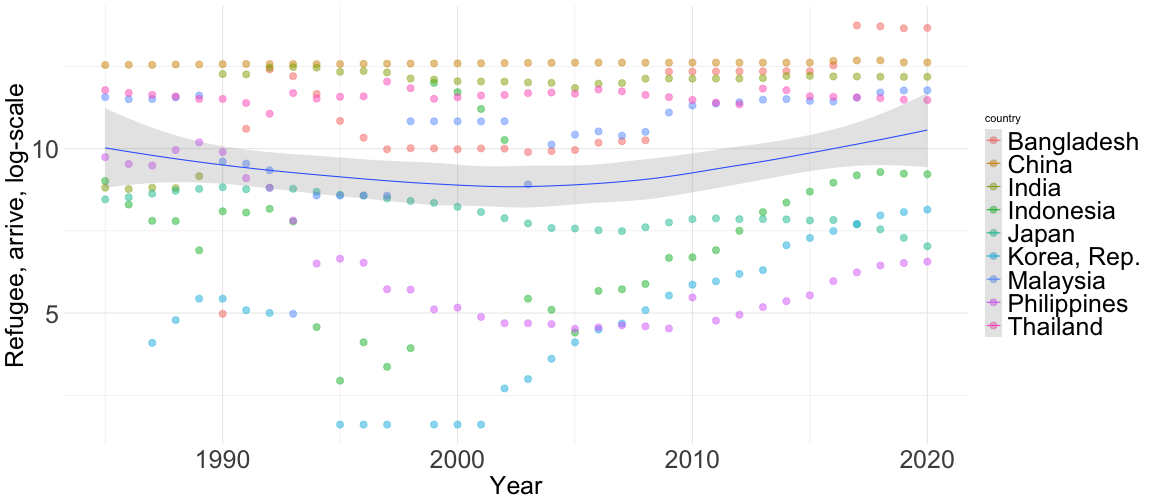 Refugee, arrive, log-scale
10
5
1990
2000
2010
2020
Year
country
Bangladesh
China
India
Indonesia
Japan
Korea, Rep.
Malaysia
Philippines
Thailand